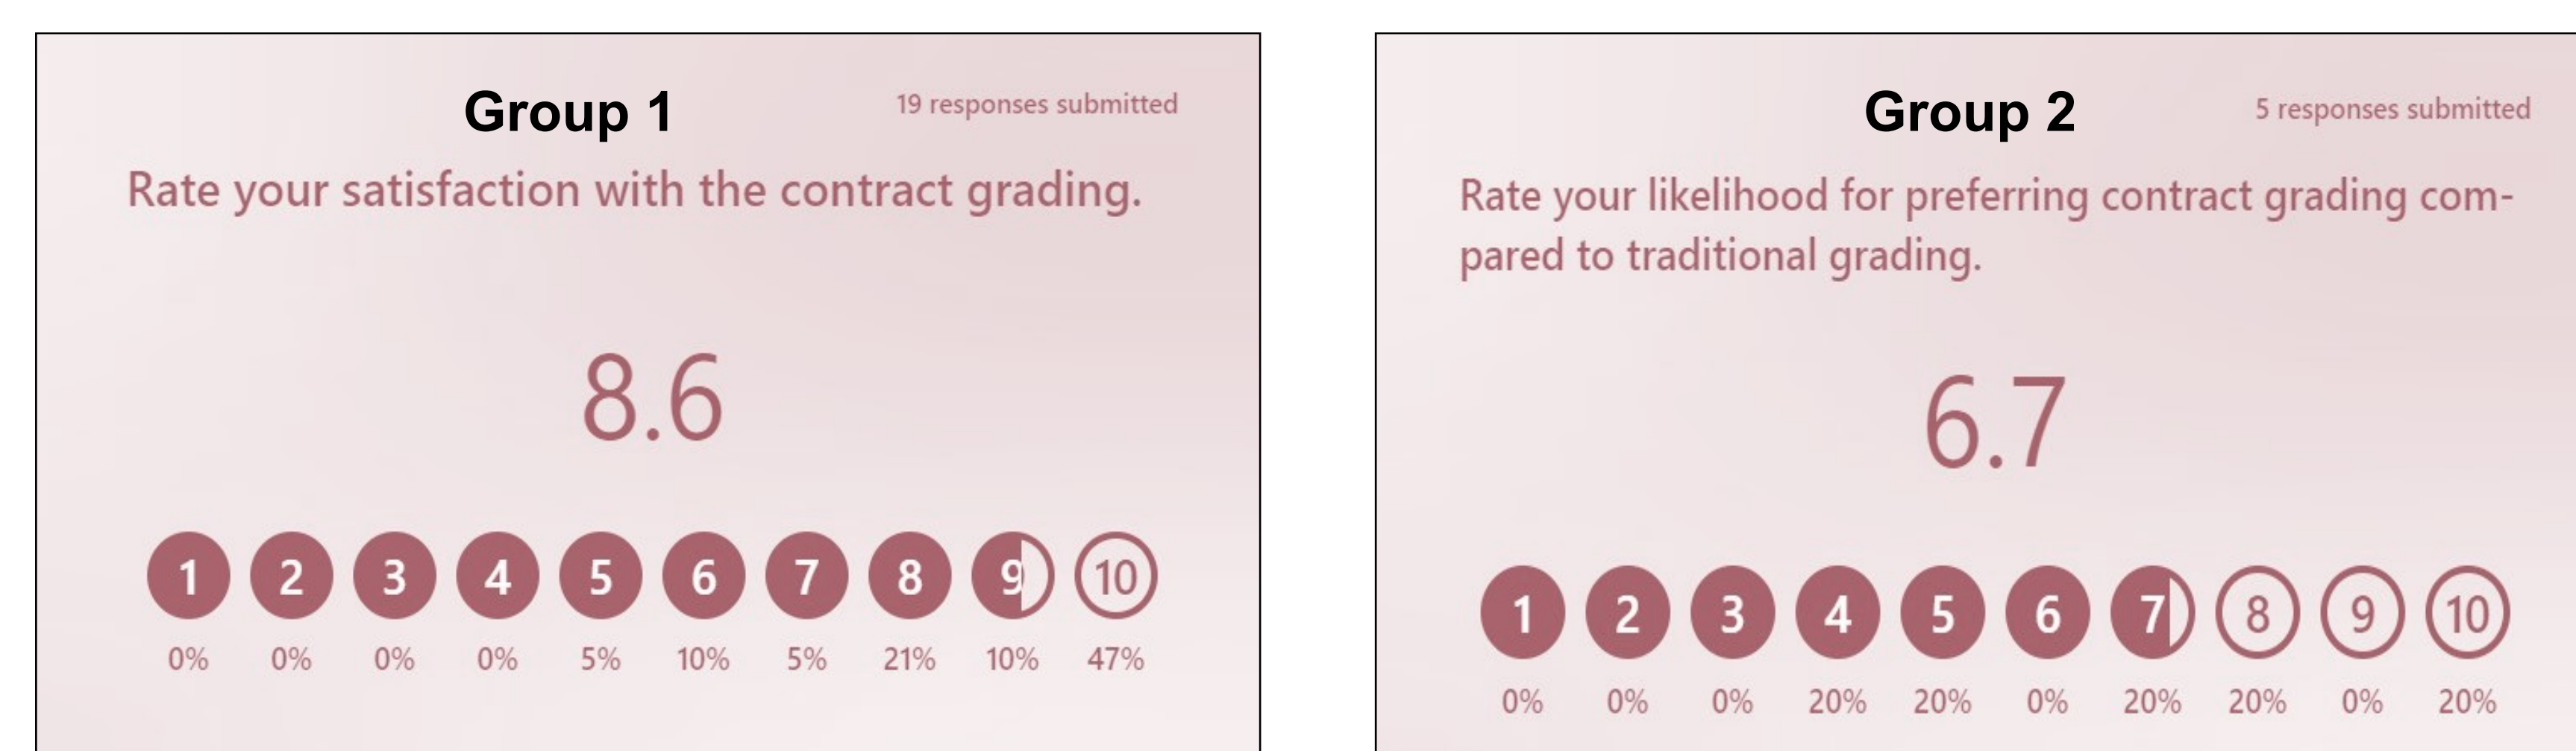 Group 1
19 responses submitted
Rate your satisfaction with the contract grading.
8.6
1 2 3 4 5 6 7 8 9 10
0% 0% 0% 0% 5% 10% 5% 21% 10% 47%
Group 2
5 responses submitted
Rate your likelihood for preferring contract grading com-
pared to traditional grading.
6.7
1 2 3 4 5 6 7 8 9 10
0% 0% 0% 20% 20% 0% 20% 20% 0% 20%